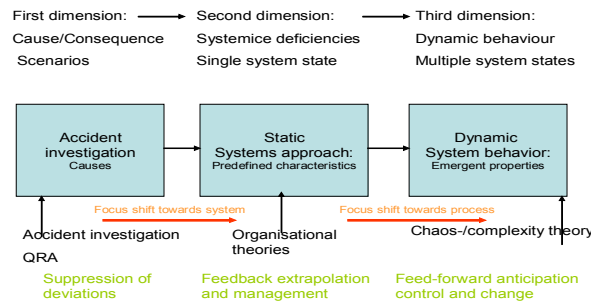 First dimension:
Second dimension:
Third dimension:
Cause/Consequence
Systemice deficiencies
Dynamic behaviour
Scenarios
Single system state
Multiple system states
Accident
investigation
Causes
Static
Systems approach:
Predefined characteristics
Dynamic
System behavior:
Emergent properties
Focus shift towards system
Focus shift towards process
Accident investigation
QRA
Organisational
theories
Chaos-/complexity theory
Suppression of
deviations
Feedback extrapolation
and management
Feed-forward anticipation
control and change